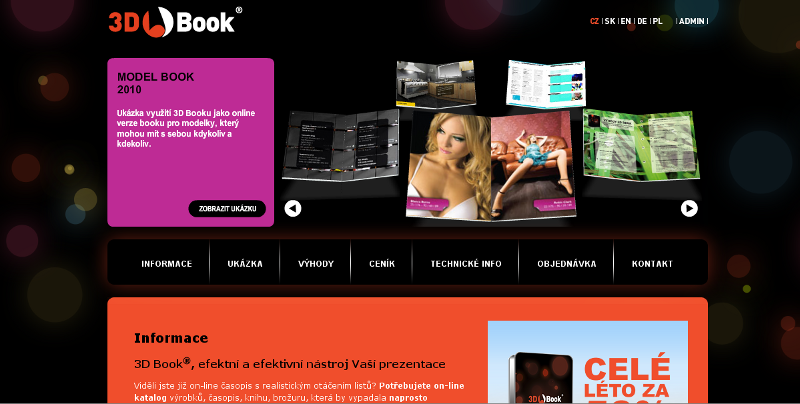 3D Book®
CZ | SK | EN | DE | PL | ADMIN |
MODEL BOOK
2010
Ukázka využití 3D Booku jako online
verze booku pro modelky, který
mohou mít s sebou kdykoliv a
kdekoliv.
ZOBRAZIT UKÁZKU
INFORMACE
UKÁZKA
VÝHODY
CENÍK
TECHNICKÉ INFO
OBJEDNÁVKA
KONTAKT
Informace
3D Book®, efektní a efektivní nástroj Vaší prezentace
Viděli jste již on-line časopis s realistickým otáčením listů? Potřebujete on-line
katalog výrobků, časopis, knihu, brožuru, která by vypadala naprosto
CELÉ
LÉTO ZA
3D Book